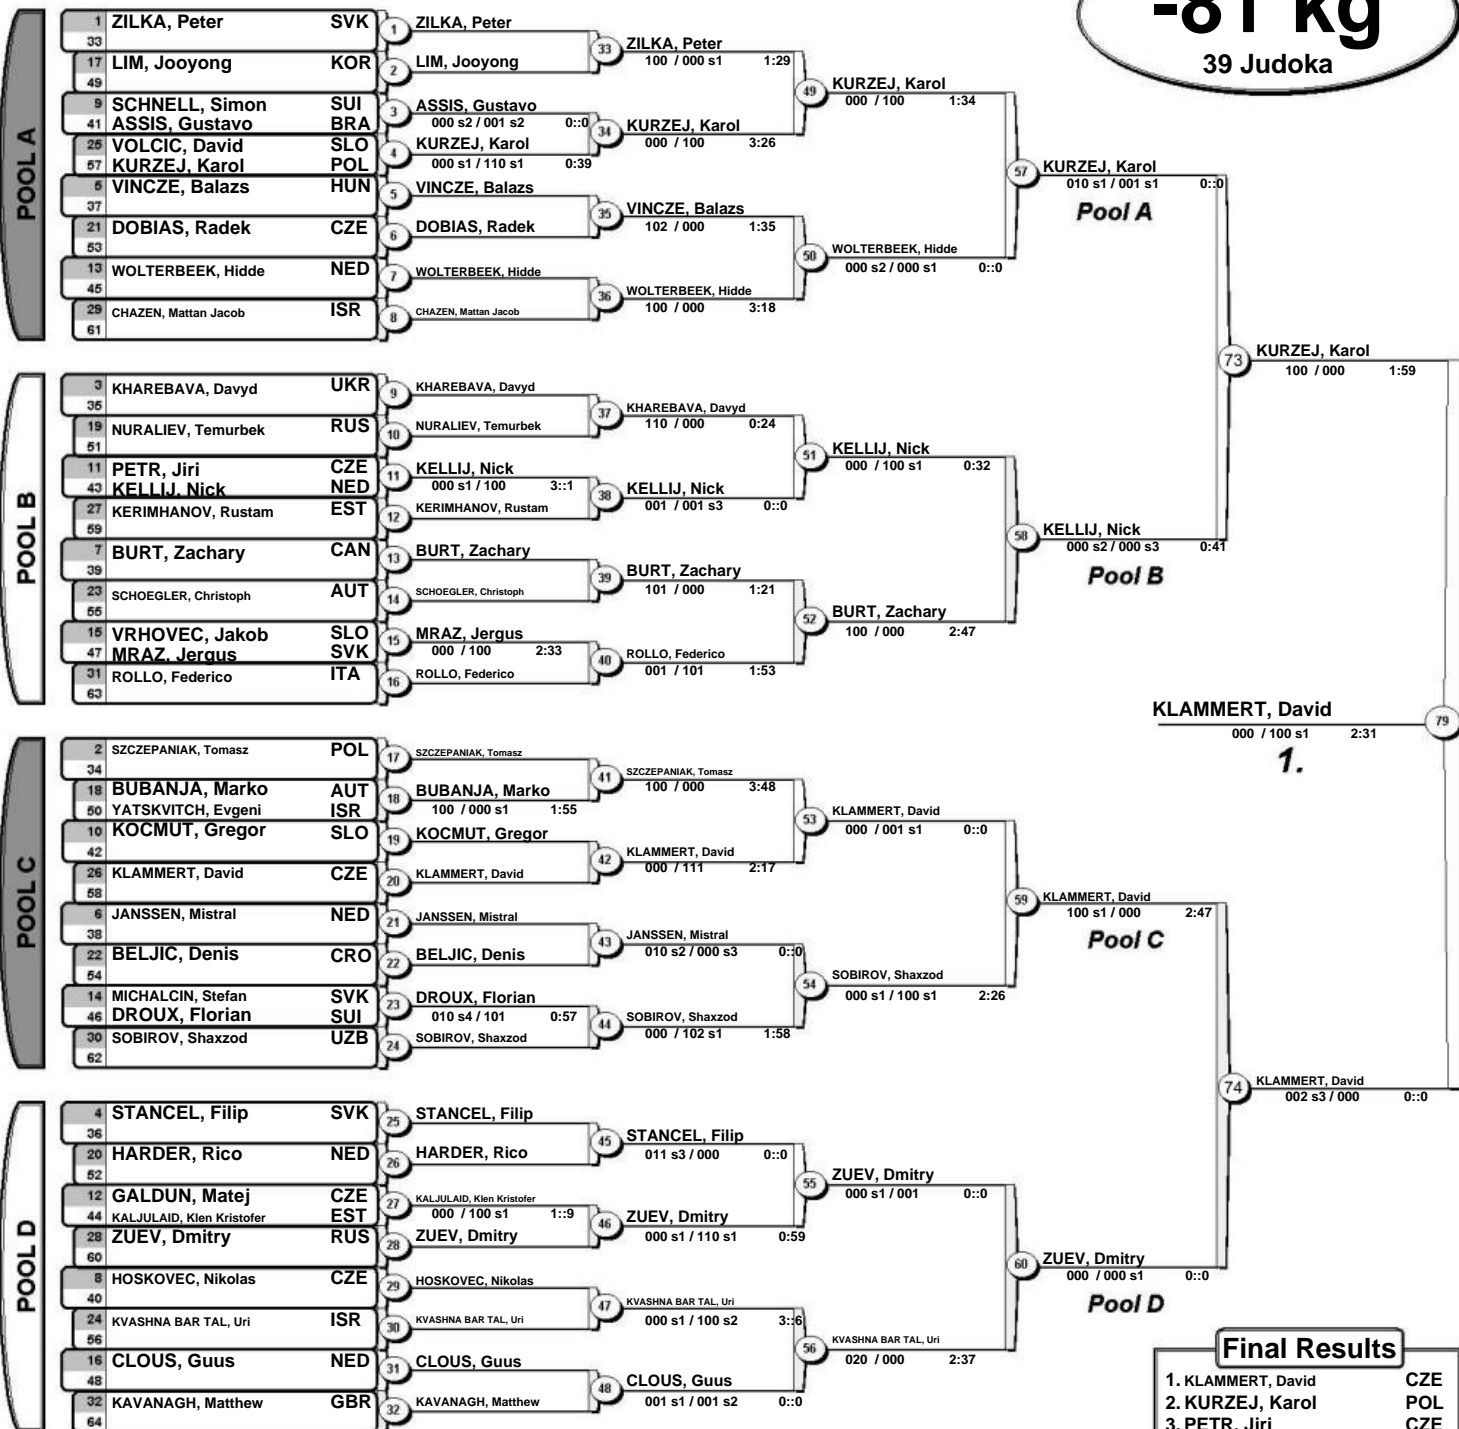 -81 kg
39 Judoka
POOL A
1 ZILKA, Peter SVK
33
17 LIM, Jooyong KOR
49
9 SCHNELL, Simon SUI
41 ASSIS, Gustavo BRA
25 VOLCIC, David SLO
57 KURZEJ, Karol POL
5 VINCZE, Balazs HUN
37
21 DOBIAS, Radek CZE
53
13 WOLTERBEEK, Hidde NED
45
29 CHAZEN, Mattan Jacob ISR
61
1 ZILKA, Peter
2 LIM, Jooyong
3 ASSIS, Gustavo
000 s2 / 001 s2 0::0
4 KURZEJ, Karol
000 s1 / 110 s1 0:39
5 VINCZE, Balazs
6 DOBIAS, Radek
7 WOLTERBEEK, Hidde
8 CHAZEN, Mattan Jacob
33 ZILKA, Peter
100 / 000 s1 1:29
34 KURZEJ, Karol
000 / 100 3:26
35 VINCZE, Balazs
102 / 000 1:35
36 WOLTERBEEK, Hidde
100 / 000 3:18
49 KURZEJ, Karol
000 / 100 1:34
50 WOLTERBEEK, Hidde
000 s2 / 000 s1 0::0
57 KURZEJ, Karol
010 s1 / 001 s1 0::0
Pool A
POOL B
3 KHAREBAVA, Davyd UKR
35
19 NURALIEV, Temurbek RUS
51
11 PETR, Jiri CZE
43 KELLIJ, Nick NED
27 KERIMHANOV, Rustam EST
59
7 BURT, Zachary CAN
39
23 SCHOEGLER, Christoph AUT
55
15 VRHOVEC, Jakob SLO
47 MRAZ, Jergus SVK
31 ROLLO, Federico ITA
63
9 KHAREBAVA, Davyd
10 NURALIEV, Temurbek
11 KELLIJ, Nick
000 s1 / 100 3::1
12 KERIMHANOV, Rustam
13 BURT, Zachary
14 SCHOEGLER, Christoph
15 MRAZ, Jergus
000 / 100 2:33
16 ROLLO, Federico
37 KHAREBAVA, Davyd
110 / 000 0:24
38 KELLIJ, Nick
001 / 001 s3 0::0
39 BURT, Zachary
101 / 000 1:21
40 ROLLO, Federico
001 / 101 1:53
51 KELLIJ, Nick
000 / 100 s1 0:32
52 BURT, Zachary
100 / 000 2:47
58 KELLIJ, Nick
000 s2 / 000 s3 0:41
Pool B
73 KURZEJ, Karol
100 / 000 1:59
KLAMMERT, David 79
000 / 100 s1 2:31
1.
POOL C
2 SZCZEPANIAK, Tomasz POL
34
18 BUBANJA, Marko AUT
50 YATSKVITCH, Evgeni ISR
10 KOCMUT, Gregor SLO
42
26 KLAMMERT, David CZE
58
6 JANSSEN, Mistral NED
38
22 BELJIC, Denis CRO
54
14 MICHALCIN, Stefan SVK
46 DROUX, Florian SUI
30 SOBIROV, Shaxzod UZB
62
17 SZCZEPANIAK, Tomasz
18 BUBANJA, Marko
100 / 000 s1 1:55
19 KOCMUT, Gregor
20 KLAMMERT, David
21 JANSSEN, Mistral
22 BELJIC, Denis
23 DROUX, Florian
010 s4 / 101 0:57
24 SOBIROV, Shaxzod
41 SZCZEPANIAK, Tomasz
100 / 000 3:48
42 KLAMMERT, David
000 / 111 2:17
43 JANSSEN, Mistral
010 s2 / 000 s3 0::0
44 SOBIROV, Shaxzod
000 / 102 s1 1:58
53 KLAMMERT, David
000 / 001 s1 0::0
54 SOBIROV, Shaxzod
000 s1 / 100 s1 2:26
59 KLAMMERT, David
100 s1 / 000 2:47
Pool C
POOL D
4 STANCEL, Filip SVK
36
20 HARDER, Rico NED
52
12 GALDUN, Matej CZE
44 KALJULAID, Klen Kristofer EST
28 ZUEV, Dmitry RUS
60
8 HOSKOVEC, Nikolas CZE
40
24 KVASHNA BAR TAL, Uri ISR
56
16 CLOUS, Guus NED
48
32 KAVANAGH, Matthew GBR
64
25 STANCEL, Filip
26 HARDER, Rico
27 KALJULAID, Klen Kristofer
000 / 100 s1 1::9
28 ZUEV, Dmitry
29 HOSKOVEC, Nikolas
30 KVASHNA BAR TAL, Uri
31 CLOUS, Guus
32 KAVANAGH, Matthew
45 STANCEL, Filip
011 s3 / 000 0::0
46 ZUEV, Dmitry
000 s1 / 110 s1 0:59
47 KVASHNA BAR TAL, Uri
000 s1 / 100 s2 3::6
48 CLOUS, Guus
001 s1 / 001 s2 0::0
55 ZUEV, Dmitry
000 s1 / 001 0::0
56 KVASHNA BAR TAL, Uri
020 / 000 2:37
60 ZUEV, Dmitry
000 / 000 s1 0::0
Pool D
74 KLAMMERT, David
002 s3 / 000 0::0
Final Results
1. KLAMMERT, David CZE
2. KURZEJ, Karol POL
3. PETR, Jiri CZE